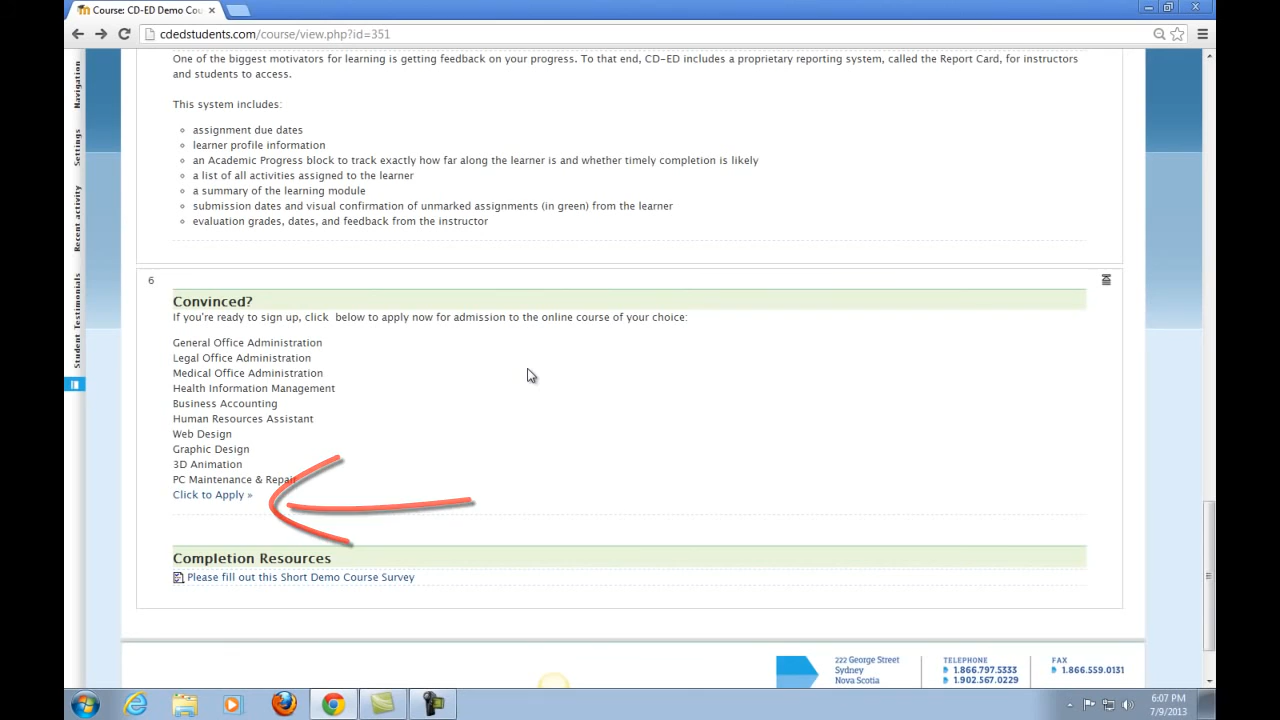 Course: CD-ED Demo Cou
cdedstudents.com/course/view.php?id=351
Navigation
Settings
Recent activity
Student Testimonials
One of the biggest motivators for learning is getting feedback on your progress. To that end, CD-ED includes a proprietary reporting system, called the Report Card, for instructors
and students to access.
This system includes:
assignment due dates
learner profile information
an Academic Progress block to track exactly how far along the learner is and whether timely completion is likely
a list of all activities assigned to the learner
a summary of the learning module
submission dates and visual confirmation of unmarked assignments (in green) from the learner
evaluation grades, dates, and feedback from the instructor
6
Convinced?
If you're ready to sign up, click below to apply now for admission to the online course of your choice:
General Office Administration
Legal Office Administration
Medical Office Administration
Health Information Management
Business Accounting
Human Resources Assistant
Web Design
Graphic Design
3D Animation
PC Maintenance & Repair
Click to Apply »
Completion Resources
Please fill out this Short Demo Course Survey
222 George Street
Sydney
Nova Scotia
TELEPHONE
1.866.797.5333
1.902.567.0229
FAX
1.866.559.0131
6:07 PM
7/9/2013